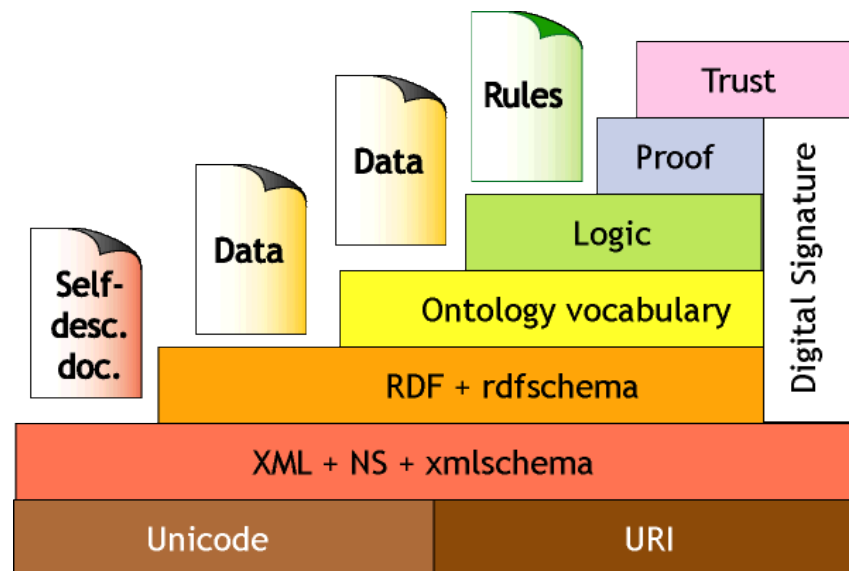 Rules
Trust
Data
Proof
Data
Logic
Self-
desc.
doc.
Ontology vocabulary
Digital Signature
RDF + rdfschema
XML + NS + xmlschema
Unicode
URI